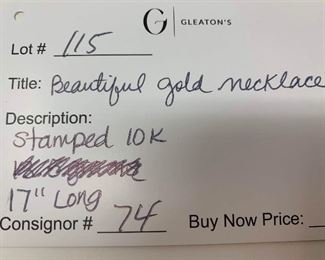 G | GLEATON'S
Lot # 115
Title: Beautiful gold necklace
Description:
Stamped 10K
17" Long
Consignor # 74 Buy Now Price: